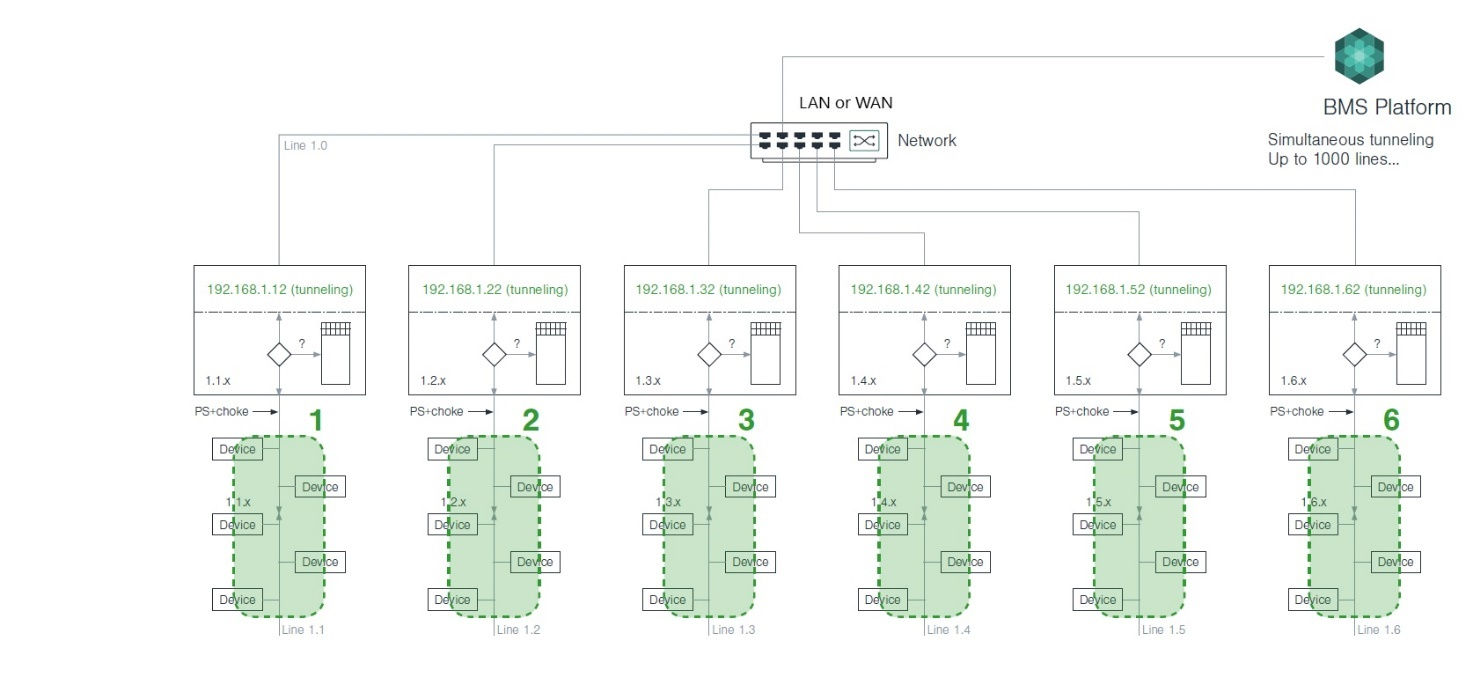 LAN or WAN
Network
BMS Platform
Simultaneous tunneling
Up to 1000 lines...
Line 1.0
192.168.1.12 (tunneling)
?
1.1.x
PS+choke
1
Device
Device
1.1.x
Device
Device
Device
Line 1.1
192.168.1.22 (tunneling)
?
1.2.x
PS+choke
2
Device
Device
1.2.x
Device
Device
Device
Line 1.2
192.168.1.32 (tunneling)
?
1.3.x
PS+choke
3
Device
Device
1.3.x
Device
Device
Device
Line 1.3
192.168.1.42 (tunneling)
?
1.4.x
PS+choke
4
Device
Device
1.4.x
Device
Device
Device
Line 1.4
192.168.1.52 (tunneling)
?
1.5.x
PS+choke
5
Device
Device
1.5.x
Device
Device
Device
Line 1.5
192.168.1.62 (tunneling)
?
1.6.x
PS+choke
6
Device
Device
1.6.x
Device
Device
Device
Line 1.6